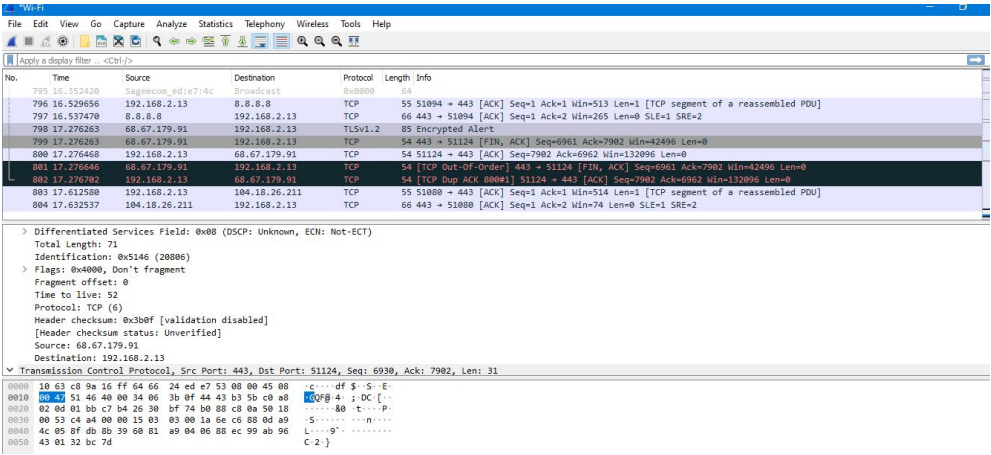 *Wi-Fi
File Edit View Go Capture Analyze Statistics Telephony Wireless Tools Help
Apply a display filter ... <Ctrl-/>
No. Time Source Destination Protocol Length Info
795 16.352420 Sagemcom_ed:e7:4c Broadcast 0x0000 64
796 16.529656 192.168.2.13 8.8.8.8 TCP 55 51094 → 443 [ACK] Seq=1 Ack=1 Win=513 Len=1 [TCP segment of a reassembled PDU]
797 16.537470 8.8.8.8 192.168.2.13 TCP 66 443 → 51094 [ACK] Seq=1 Ack=2 Win=265 Len=0 SLE=1 SRE=2
798 17.276263 68.67.179.91 192.168.2.13 TLSv1.2 85 Encrypted Alert
799 17.276263 68.67.179.91 192.168.2.13 TCP 54 443 → 51124 [FIN, ACK] Seq=6961 Ack=7902 Win=42496 Len=0
800 17.276468 192.168.2.13 68.67.179.91 TCP 54 51124 → 443 [ACK] Seq=7902 Ack=6962 Win=132096 Len=0
801 17.276646 68.67.179.91 192.168.2.13 TCP 54 [TCP Out-Of-Order] 443 → 51124 [FIN, ACK] Seq=6961 Ack=7902 Win=42496 Len=0
802 17.276702 192.168.2.13 68.67.179.91 TCP 54 [TCP Dup ACK 800#1] 51124 → 443 [ACK] Seq=7902 Ack=6962 Win=132096 Len=0
803 17.612580 192.168.2.13 104.18.26.211 TCP 55 51080 → 443 [ACK] Seq=1 Ack=1 Win=514 Len=1 [TCP segment of a reassembled PDU]
804 17.632537 104.18.26.211 192.168.2.13 TCP 66 443 → 51080 [ACK] Seq=1 Ack=2 Win=74 Len=0 SLE=1 SRE=2
> Differentiated Services Field: 0x08 (DSCP: Unknown, ECN: Not-ECT)
Total Length: 71
Identification: 0x5146 (20806)
> Flags: 0x4000, Don't fragment
Fragment offset: 0
Time to live: 52
Protocol: TCP (6)
Header checksum: 0x3b0f [validation disabled]
[Header checksum status: Unverified]
Source: 68.67.179.91
Destination: 192.168.2.13
Transmission Control Protocol, Src Port: 443, Dst Port: 51124, Seq: 6930, Ack: 7902, Len: 31
0000 10 63 c8 9a 16 ff 64 66 24 ed e7 53 08 00 45 08 ·c····df $··S··E·
0010 00 47 51 46 40 00 34 06 3b 0f 44 43 b3 5b c0 a8 ·GQF@·4· ;·DC·[··
0020 02 0d 01 bb c7 b4 26 30 bf 74 b0 88 c8 0a 50 18 ······&0 ·t····P·
0030 00 53 c4 a4 00 00 15 03 03 00 1a 6e c6 88 0d a9 ·S······ ···n····
0040 4c 05 8f db 8b 39 60 81 a9 04 06 88 ec 99 ab 96 L····9`· ········
0050 43 01 32 bc 7d C·2·}